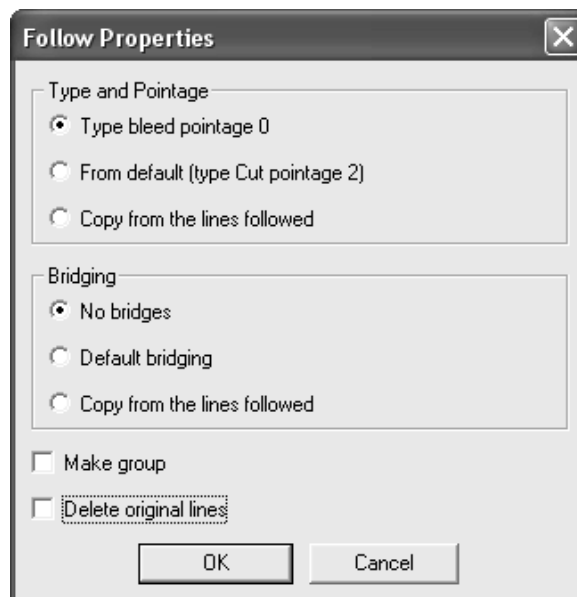 Follow Properties
Type and Pointage
Type bleed pointage 0
From default (type Cut pointage 2)
Copy from the lines followed
Bridging
No bridges
Default bridging
Copy from the lines followed
Make group
Delete original lines
OK
Cancel